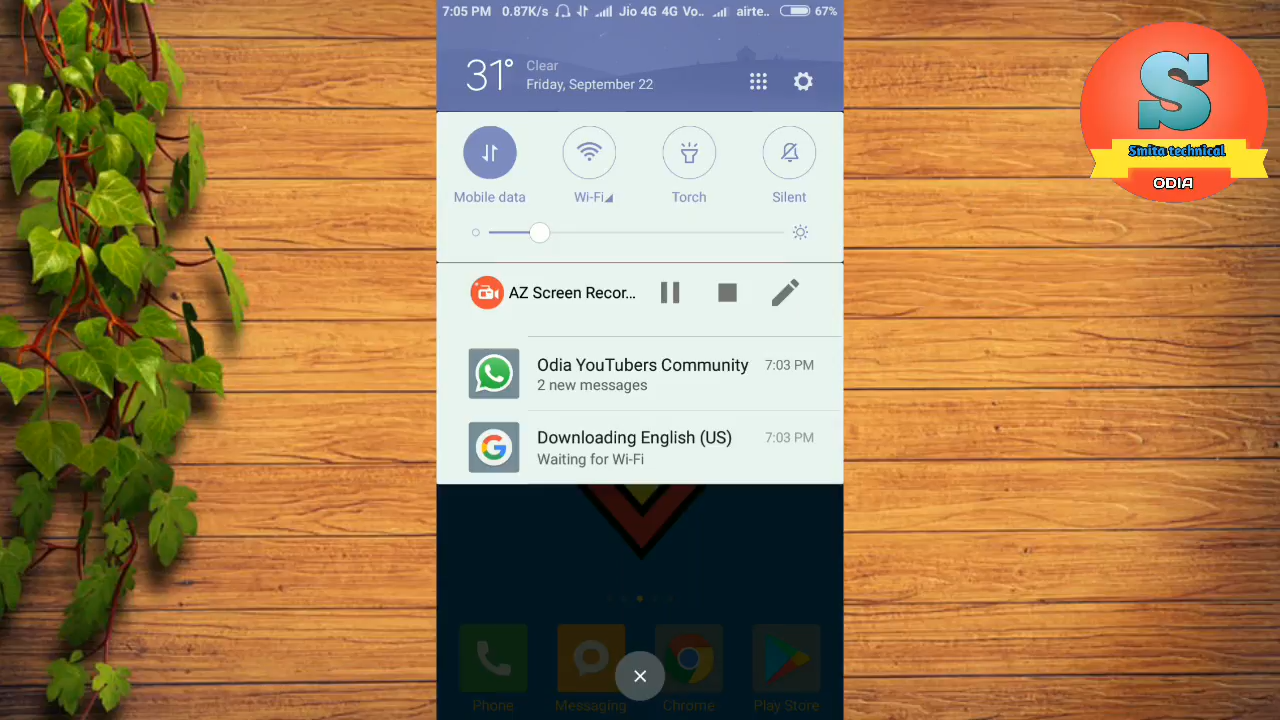 7:05 PM 0.87K/s Jio 4G 4G Vo.. airte.. 67%
31° Clear
Friday, September 22
Mobile data Wi-Fi Torch Silent
AZ Screen Recor...
Odia YouTubers Community 7:03 PM
2 new messages
Downloading English (US) 7:03 PM
Waiting for Wi-Fi
Phone Messaging Chrome Play Store
S
Smita technical
ODIA